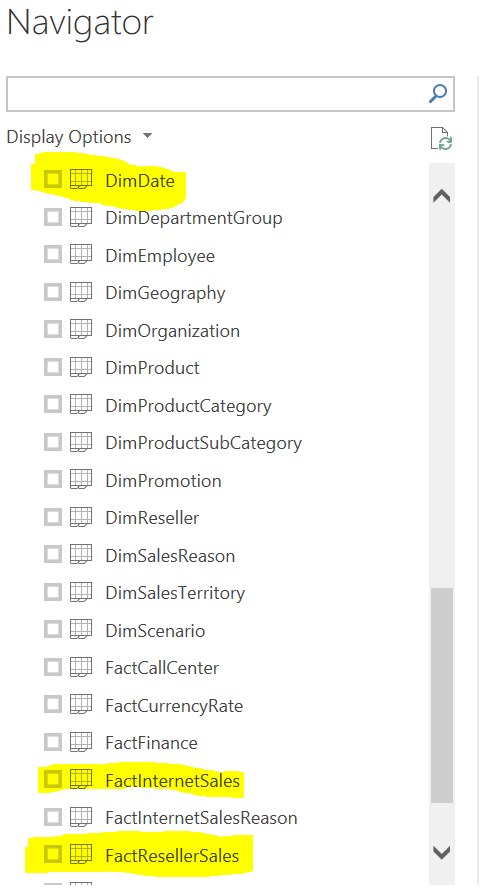 Navigator
Display Options
DimDate
DimDepartmentGroup
DimEmployee
DimGeography
DimOrganization
DimProduct
DimProductCategory
DimProductSubCategory
DimPromotion
DimReseller
DimSalesReason
DimSalesTerritory
DimScenario
FactCallCenter
FactCurrencyRate
FactFinance
FactInternetSales
FactInternetSalesReason
FactResellerSales